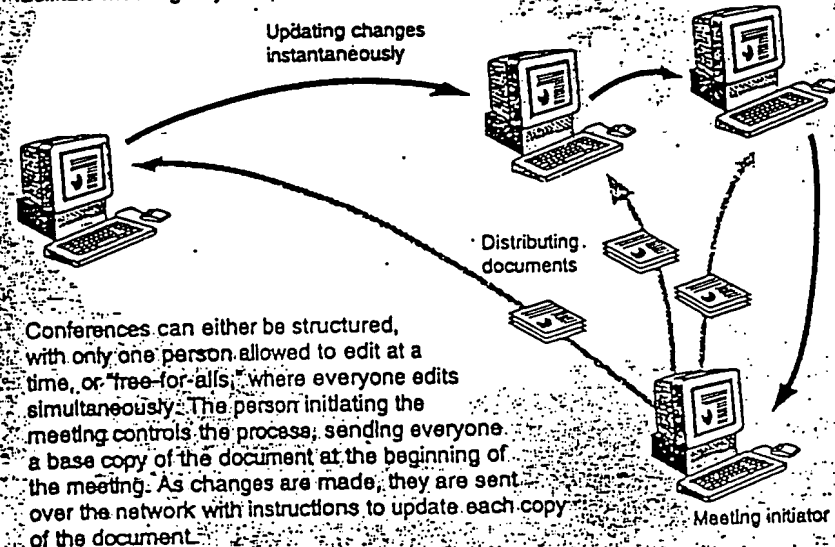 Updating changes
instantaneously
Distributing
documents
Conferences can either be structured,
with only one person allowed to edit at a
time, or "free-for-alls," where everyone edits
simultaneously. The person initiating the
meeting controls the process, sending everyone
a base copy of the document at the beginning of
the meeting. As changes are made, they are sent
over the network with instructions to update each copy
of the document.
Meeting initiator